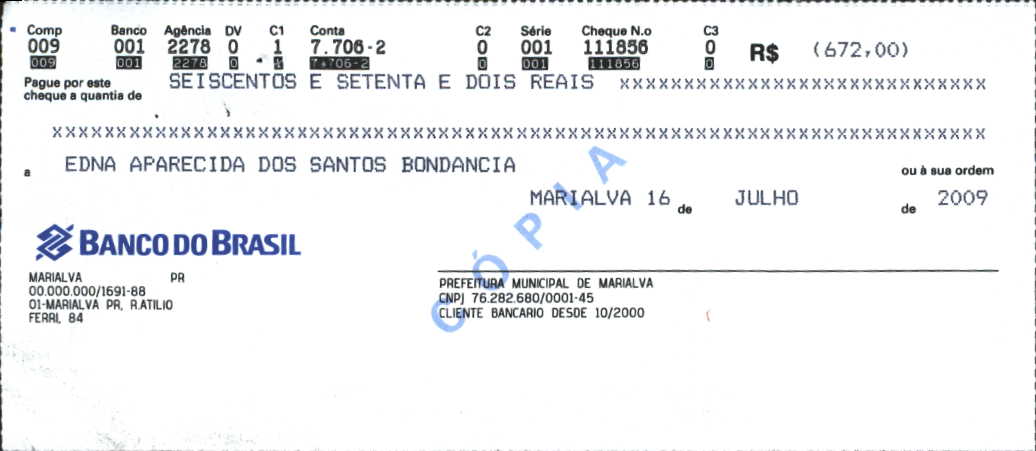 Comp Banco Agência DV C1 Conta C2 Série Cheque N.o C3
009 001 2278 0 1 7.706-2 0 001 111856 0 R$ (672,00)
009 001 2278 0 1 7.706-2 0 001 111856 0
Pague por este
cheque a quantia de
SEISCENTOS E SETENTA E DOIS REAIS XXXXXXXXXXXXXXXXXXXXXXXXXXXX
XXXXXXXXXXXXXXXXXXXXXXXXXXXXXXXXXXXXXXXXXXXXXXXXXXXXXXXXXXXXXXXXXXXXXXX
a EDNA APARECIDA DOS SANTOS BONDANCIA ou à sua ordem
MARIALVA 16 de JULHO de 2009
BANCO DO BRASIL
MARIALVA PR
00.000.000/1691-88
01-MARIALVA PR, R.ATILIO
FERRI, 84
PREFEITURA MUNICIPAL DE MARIALVA
CNPJ 76.282.680/0001-45
CLIENTE BANCARIO DESDE 10/2000
CÓPIA